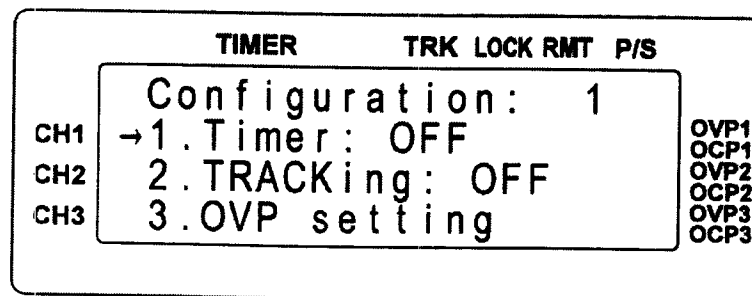 TIMER TRK LOCK RMT P/S
Configuration: 1
CH1 →1.Timer: OFF OVP1
OCP1
CH2 2.TRACKing: OFF OVP2
OCP2
CH3 3.OVP setting OVP3
OCP3